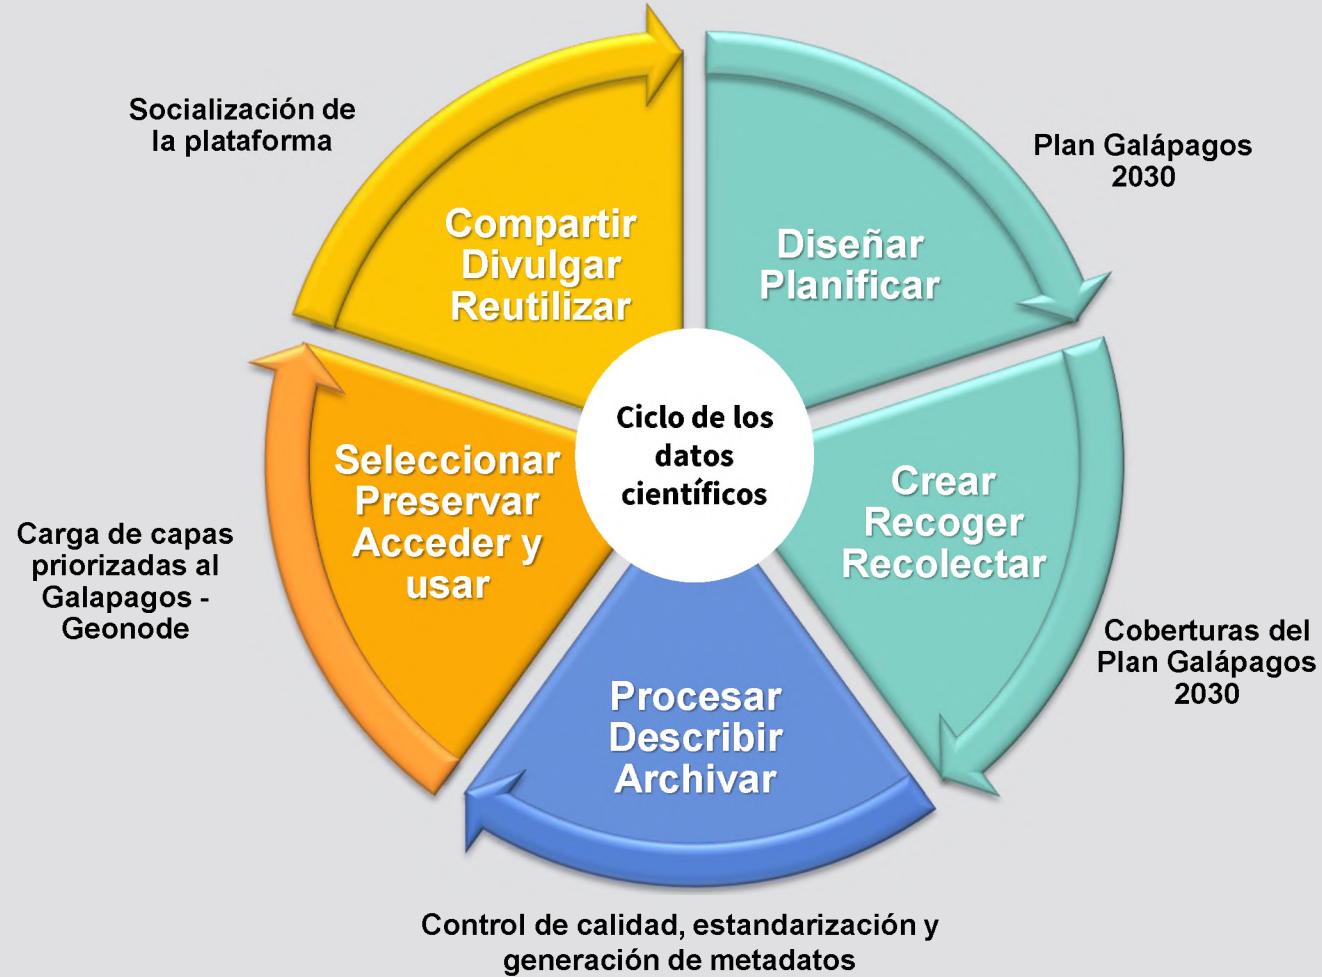 Socialización de
la plataforma
Compartir
Divulgar
Reutilizar
Plan Galápagos
2030
Diseñar
Planificar
Ciclo de los
datos
científicos
Crear
Recoger
Recolectar
Coberturas del
Plan Galápagos
2030
Procesar
Describir
Archivar
Control de calidad, estandarización y
generación de metadatos
Seleccionar
Preservar
Acceder y
usar
Carga de capas
priorizadas al
Galapagos -
Geonode